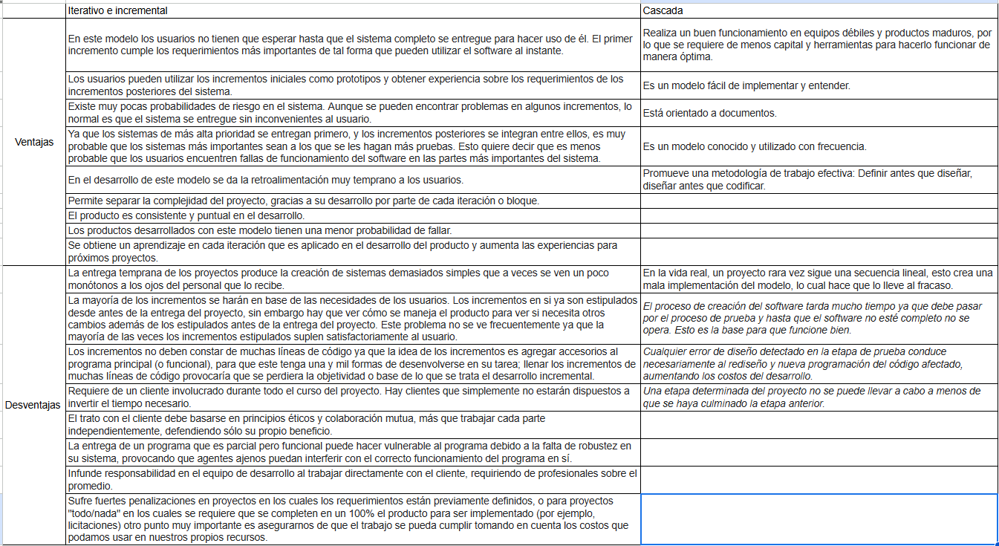 Iterativo e incremental
Cascada
Ventajas
En este modelo los usuarios no tienen que esperar hasta que el sistema completo se entregue para hacer uso de él. El primer
incremento cumple los requerimientos más importantes de tal forma que pueden utilizar el software al instante.
Realiza un buen funcionamiento en equipos débiles y productos maduros, por
lo que se requiere de menos capital y herramientas para hacerlo funcionar de
manera óptima.
Los usuarios pueden utilizar los incrementos iniciales como prototipos y obtener experiencia sobre los requerimientos de los
incrementos posteriores del sistema.
Es un modelo fácil de implementar y entender.
Existe muy pocas probabilidades de riesgo en el sistema. Aunque se pueden encontrar problemas en algunos incrementos, lo
normal es que el sistema se entregue sin inconvenientes al usuario.
Está orientado a documentos.
Ya que los sistemas de más alta prioridad se entregan primero, y los incrementos posteriores se integran entre ellos, es muy
probable que los sistemas más importantes sean a los que se les hagan más pruebas. Esto quiere decir que es menos
probable que los usuarios encuentren fallas de funcionamiento del software en las partes más importantes del sistema.
Es un modelo conocido y utilizado con frecuencia.
En el desarrollo de este modelo se da la retroalimentación muy temprano a los usuarios.
Promueve una metodología de trabajo efectiva: Definir antes que diseñar,
diseñar antes que codificar.
Permite separar la complejidad del proyecto, gracias a su desarrollo por parte de cada iteración o bloque.
El producto es consistente y puntual en el desarrollo.
Los productos desarrollados con este modelo tienen una menor probabilidad de fallar.
Se obtiene un aprendizaje en cada iteración que es aplicado en el desarrollo del producto y aumenta las experiencias para
próximos proyectos.
Desventajas
La entrega temprana de los proyectos produce la creación de sistemas demasiados simples que a veces se ven un poco
monótonos a los ojos del personal que lo recibe.
En la vida real, un proyecto rara vez sigue una secuencia lineal, esto crea una
mala implementación del modelo, lo cual hace que lo lleve al fracaso.
La mayoría de los incrementos se harán en base de las necesidades de los usuarios. Los incrementos en si ya son estipulados
desde antes de la entrega del proyecto, sin embargo hay que ver cómo se maneja el producto para ver si necesita otros
cambios además de los estipulados antes de la entrega del proyecto. Este problema no se ve frecuentemente ya que la
mayoría de las veces los incrementos estipulados suplen satisfactoriamente al usuario.
El proceso de creación del software tarda mucho tiempo ya que debe pasar
por el proceso de prueba y hasta que el software no esté completo no se
opera. Esto es la base para que funcione bien.
Los incrementos no deben constar de muchas líneas de código ya que la idea de los incrementos es agregar accesorios al
programa principal (o funcional), para que este tenga una y mil formas de desenvolverse en su tarea; llenar los incrementos de
muchas líneas de código provocaría que se perdiera la objetividad o base de lo que se trata el desarrollo incremental.
Cualquier error de diseño detectado en la etapa de prueba conduce
necesariamente al rediseño y nueva programación del código afectado,
aumentando los costos del desarrollo.
Requiere de un cliente involucrado durante todo el curso del proyecto. Hay clientes que simplemente no estarán dispuestos a
invertir el tiempo necesario.
Una etapa determinada del proyecto no se puede llevar a cabo a menos de
que se haya culminado la etapa anterior.
El trato con el cliente debe basarse en principios éticos y colaboración mutua, más que trabajar cada parte
independientemente, defendiendo sólo su propio beneficio.
La entrega de un programa que es parcial pero funcional puede hacer vulnerable al programa debido a la falta de robustez en
su sistema, provocando que agentes ajenos puedan interferir con el correcto funcionamiento del programa en sí.
Infunde responsabilidad en el equipo de desarrollo al trabajar directamente con el cliente, requiriendo de profesionales sobre el
promedio.
Sufre fuertes penalizaciones en proyectos en los cuales los requerimientos están previamente definidos, o para proyectos
"todo/nada" en los cuales se requiere que se completen en un 100% el producto para ser implementado (por ejemplo,
licitaciones) otro punto muy importante es asegurarnos de que el trabajo se pueda cumplir tomando en cuenta los costos que
podamos usar en nuestros propios recursos.